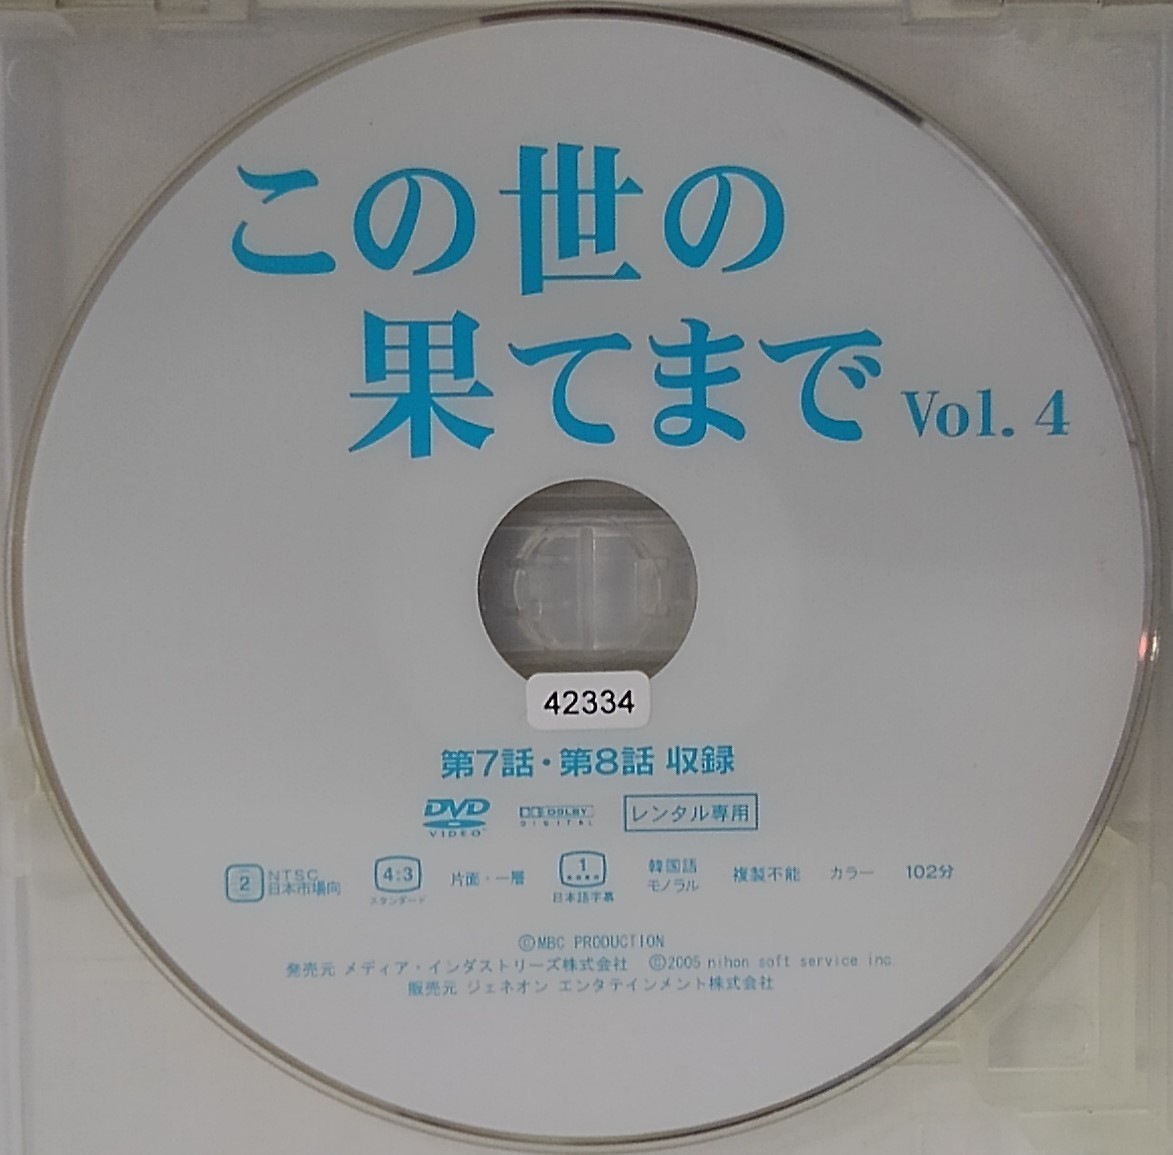 この世の
果てまで Vol. 4
42334
第7話・第8話 収録
DVD VIDEO DOLBY DIGITAL レンタル専用
2 NTSC 日本市場向 4:3 スタンダード 片面・一層 1 日本語字幕 韓国語 モノラル 複製不能 カラー 102分
©MBC PRODUCTION
発売元 メディア・インダストリーズ株式会社 ©2005 nihon soft service inc.
販売元 ジェネオン エンタテインメント株式会社